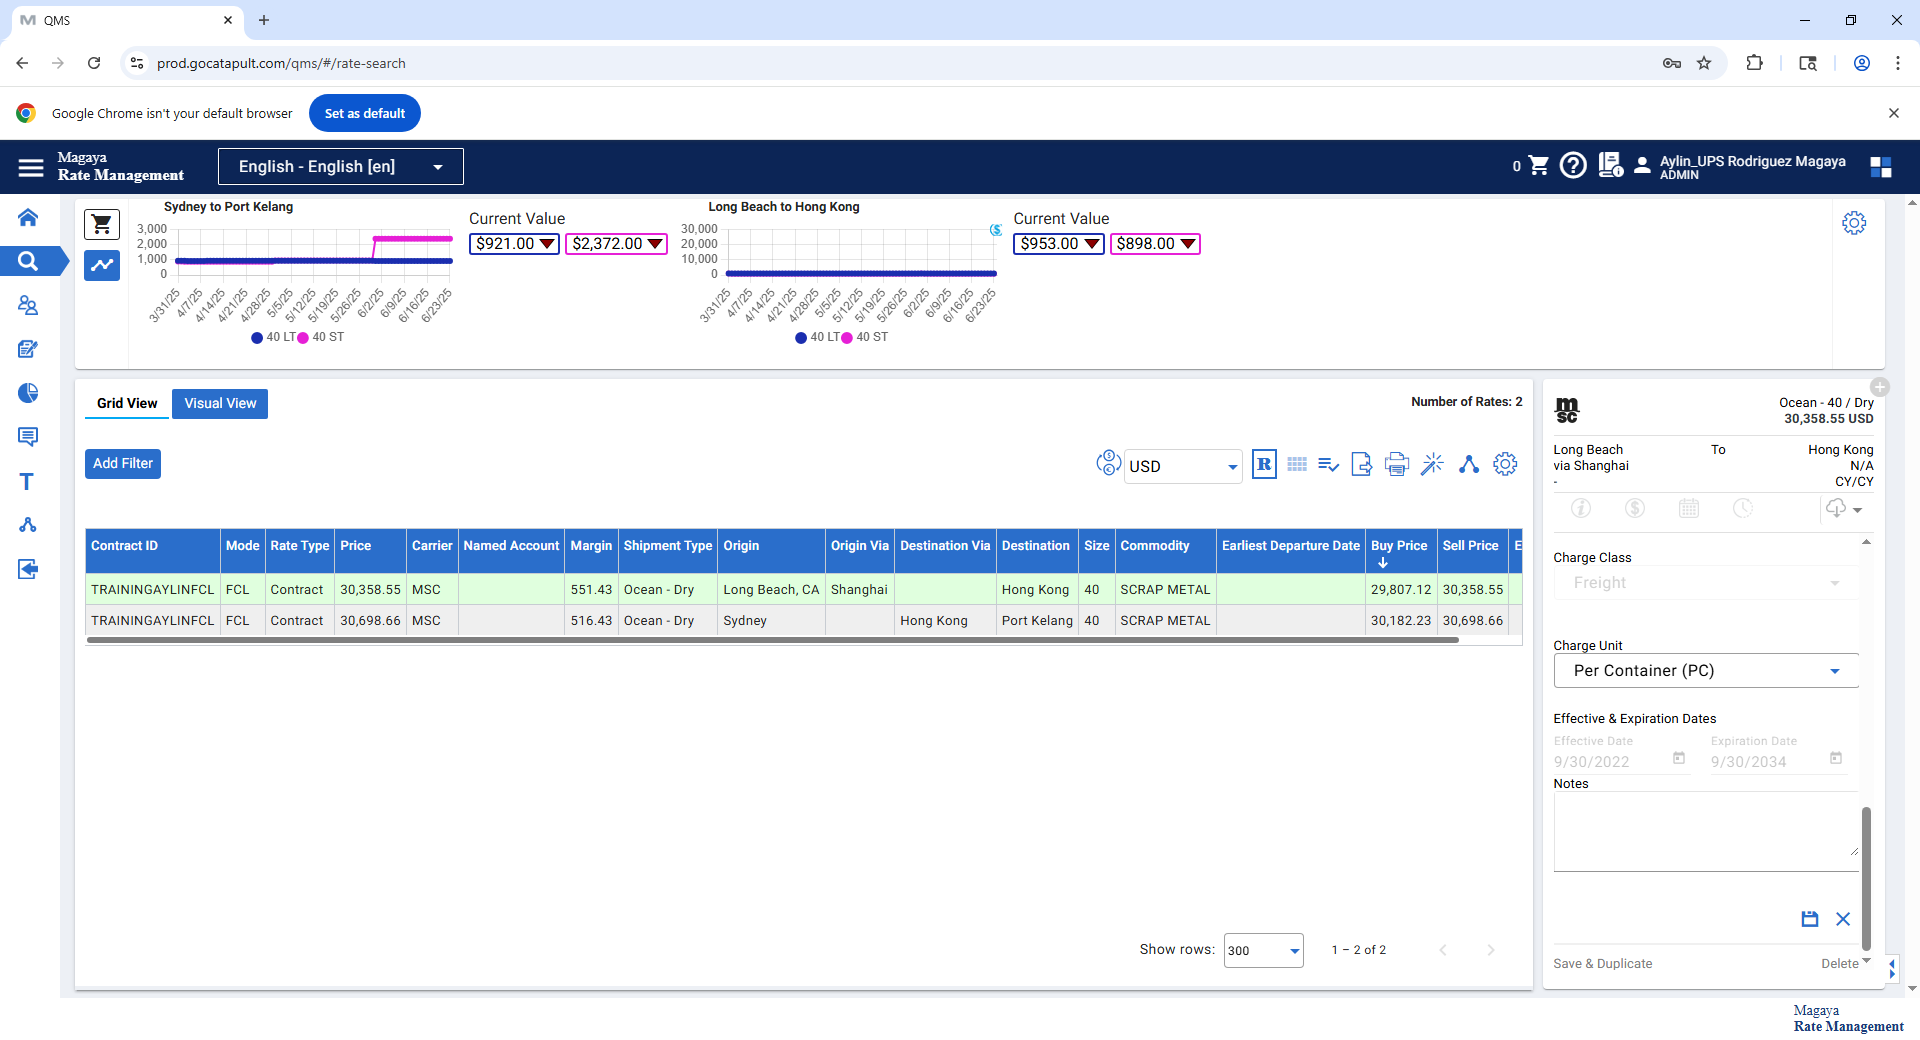 QMS
prod.gocatapult.com/qms/#/rate-search
Google Chrome isn't your default browser
Set as default
Magaya
Rate Management
English - English [en]
0
Aylin_UPS Rodriguez Magaya
ADMIN
Sydney to Port Kelang
3,000
2,000
1,000
0
3/31/25
4/7/25
4/14/25
4/21/25
4/28/25
5/5/25
5/12/25
5/19/25
5/26/25
6/2/25
6/9/25
6/16/25
6/23/25
40 LT 40 ST
Current Value
$921.00 $2,372.00
Long Beach to Hong Kong
30,000
20,000
10,000
0
3/31/25
4/7/25
4/14/25
4/21/25
4/28/25
5/5/25
5/12/25
5/19/25
5/26/25
6/2/25
6/9/25
6/16/25
6/23/25
40 LT 40 ST
Current Value
$953.00 $898.00
Grid View Visual View
Number of Rates: 2
Add Filter
USD
R
Contract ID Mode Rate Type Price Carrier Named Account Margin Shipment Type Origin Origin Via Destination Via Destination Size Commodity Earliest Departure Date Buy Price Sell Price E
TRAININGAYLINFCL FCL Contract 30,358.55 MSC 551.43 Ocean - Dry Long Beach, CA Shanghai Hong Kong 40 SCRAP METAL 29,807.12 30,358.55
TRAININGAYLINFCL FCL Contract 30,698.66 MSC 516.43 Ocean - Dry Sydney Hong Kong Port Kelang 40 SCRAP METAL 30,182.23 30,698.66
Show rows: 300 1 – 2 of 2
m
sc
Ocean - 40 / Dry
30,358.55 USD
Long Beach To Hong Kong
via Shanghai N/A
- CY/CY
Charge Class
Freight
Charge Unit
Per Container (PC)
Effective & Expiration Dates
Effective Date Expiration Date
9/30/2022 9/30/2034
Notes
Save & Duplicate Delete
Magaya
Rate Management